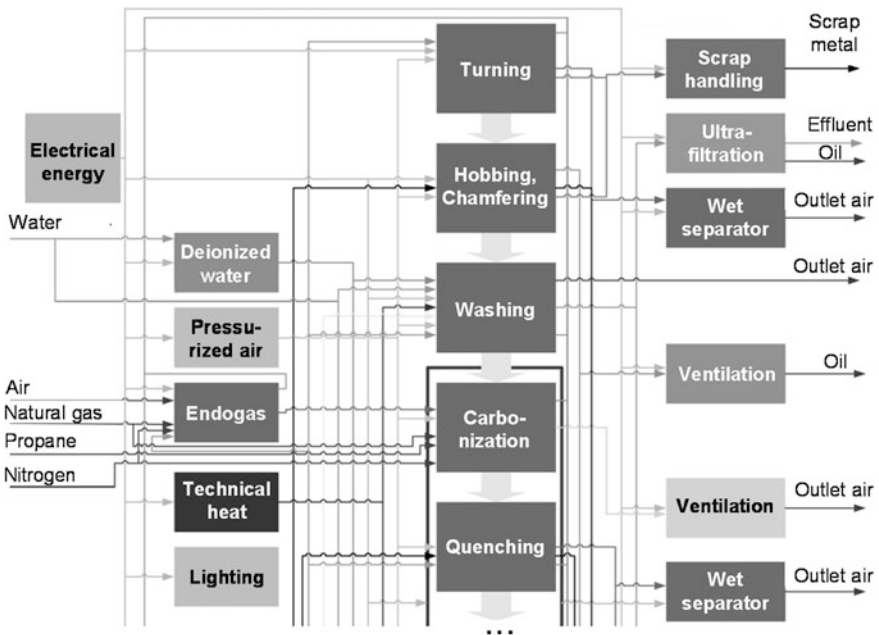 Electrical
energy
Water
Deionized
water
Pressu-
rized air
Air
Natural gas
Propane
Nitrogen
Endogas
Technical
heat
Lighting
Turning
Hobbing,
Chamfering
Washing
Carbo-
nization
Quenching
...
Scrap
handling
Scrap
metal
Ultra-
filtration
Effluent
Oil
Wet
separator
Outlet air
Outlet air
Ventilation
Oil
Ventilation
Outlet air
Wet
separator
Outlet air